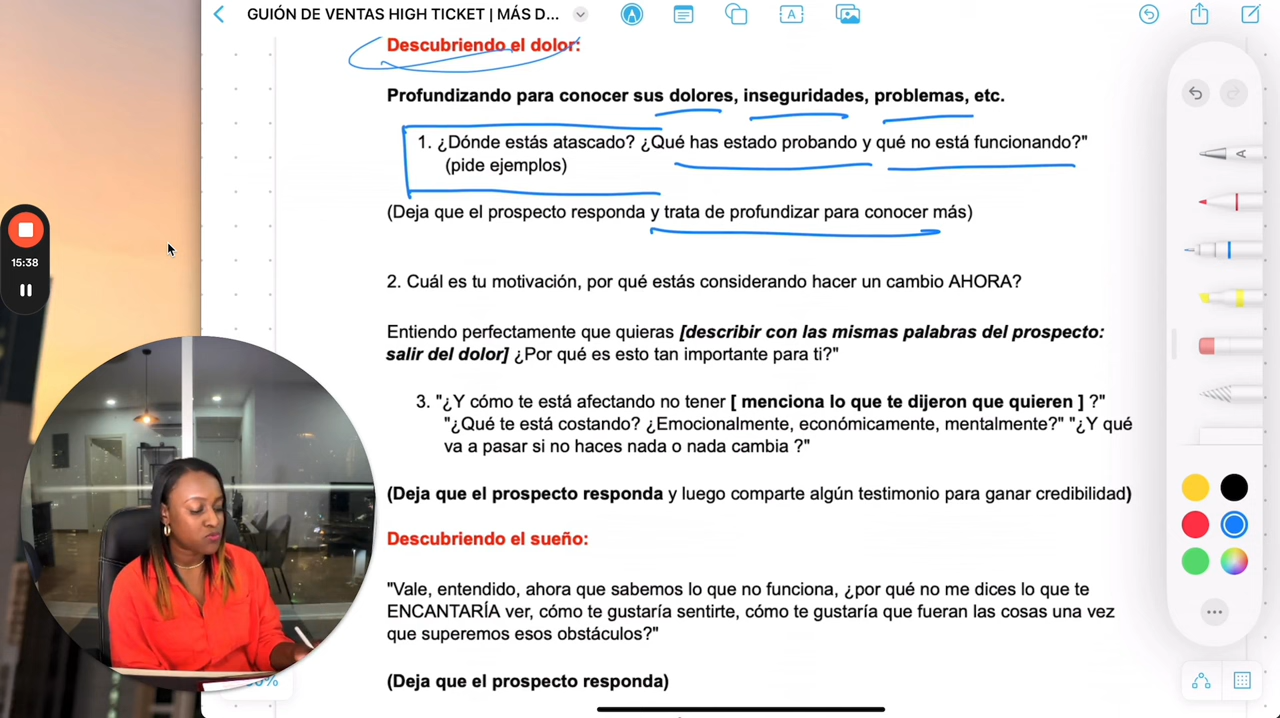 GUIÓN DE VENTAS HIGH TICKET | MÁS D...
A
Descubriendo el dolor:
Profundizando para conocer sus dolores, inseguridades, problemas, etc.
1. ¿Dónde estás atascado? ¿Qué has estado probando y qué no está funcionando?"
(pide ejemplos)
(Deja que el prospecto responda y trata de profundizar para conocer más)
15:38
2. Cuál es tu motivación, por qué estás considerando hacer un cambio AHORA?
Entiendo perfectamente que quieras [describir con las mismas palabras del prospecto:
salir del dolor] ¿Por qué es esto tan importante para ti?"
3. "¿Y cómo te está afectando no tener [ menciona lo que te dijeron que quieren ] ?"
"¿Qué te está costando? ¿Emocionalmente, económicamente, mentalmente?" "¿Y qué
va a pasar si no haces nada o nada cambia ?"
(Deja que el prospecto responda y luego comparte algún testimonio para ganar credibilidad)
Descubriendo el sueño:
"Vale, entendido, ahora que sabemos lo que no funciona, ¿por qué no me dices lo que te
ENCANTARÍA ver, cómo te gustaría sentirte, cómo te gustaría que fueran las cosas una vez
que superemos esos obstáculos?"
(Deja que el prospecto responda)